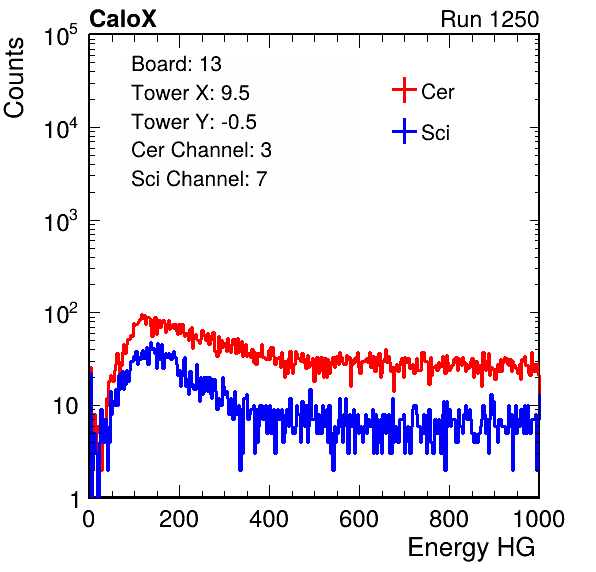 CaloX Run 1250
Counts
10^5
10^4
10^3
10^2
10
1
Board: 13
Tower X: 9.5
Tower Y: -0.5
Cer Channel: 3
Sci Channel: 7
Cer
Sci
0 200 400 600 800 1000
Energy HG